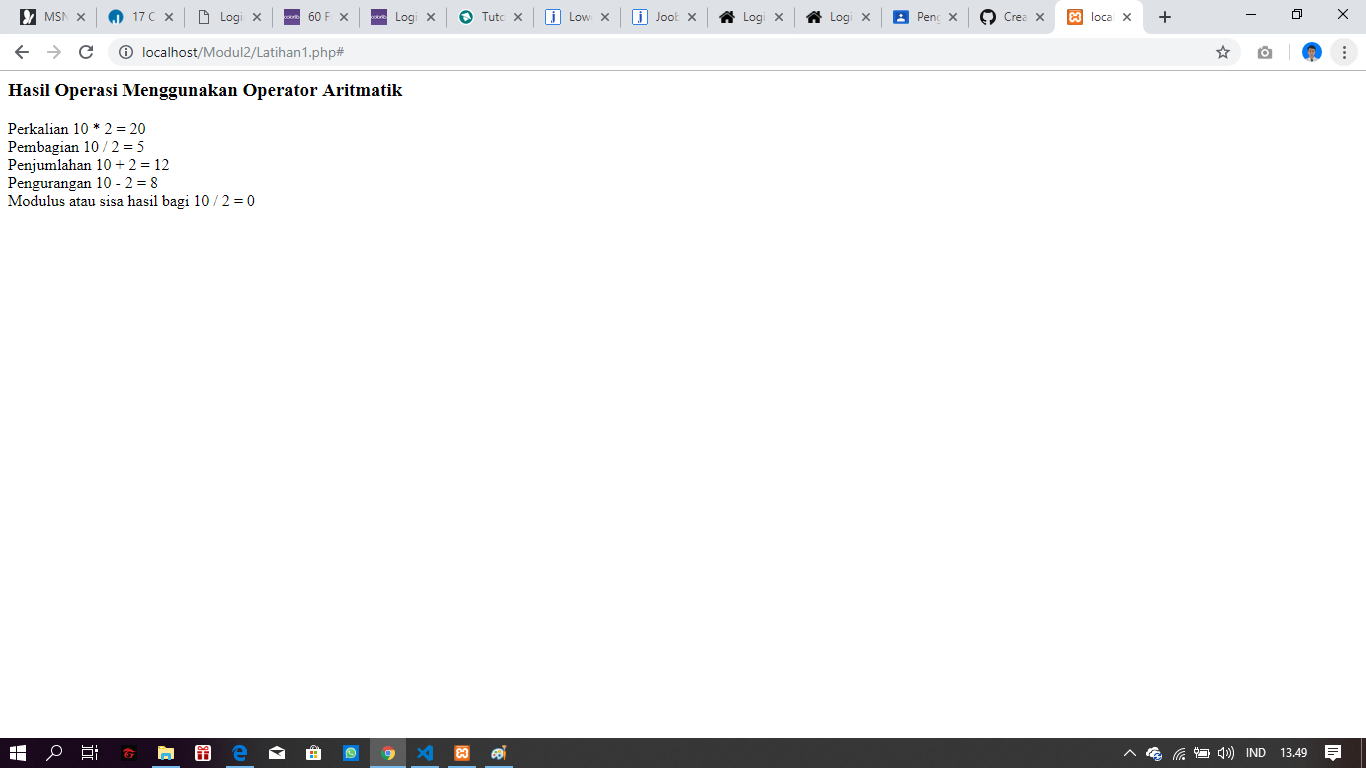 MSN
17 C
Logi
60 F
Logi
Tuto
Low
Joob
Logi
Logi
Peng
Crea
loca
localhost/Modul2/Latihan1.php#
Hasil Operasi Menggunakan Operator Aritmatik
Perkalian 10 * 2 = 20
Pembagian 10 / 2 = 5
Penjumlahan 10 + 2 = 12
Pengurangan 10 - 2 = 8
Modulus atau sisa hasil bagi 10 / 2 = 0
IND
13.49